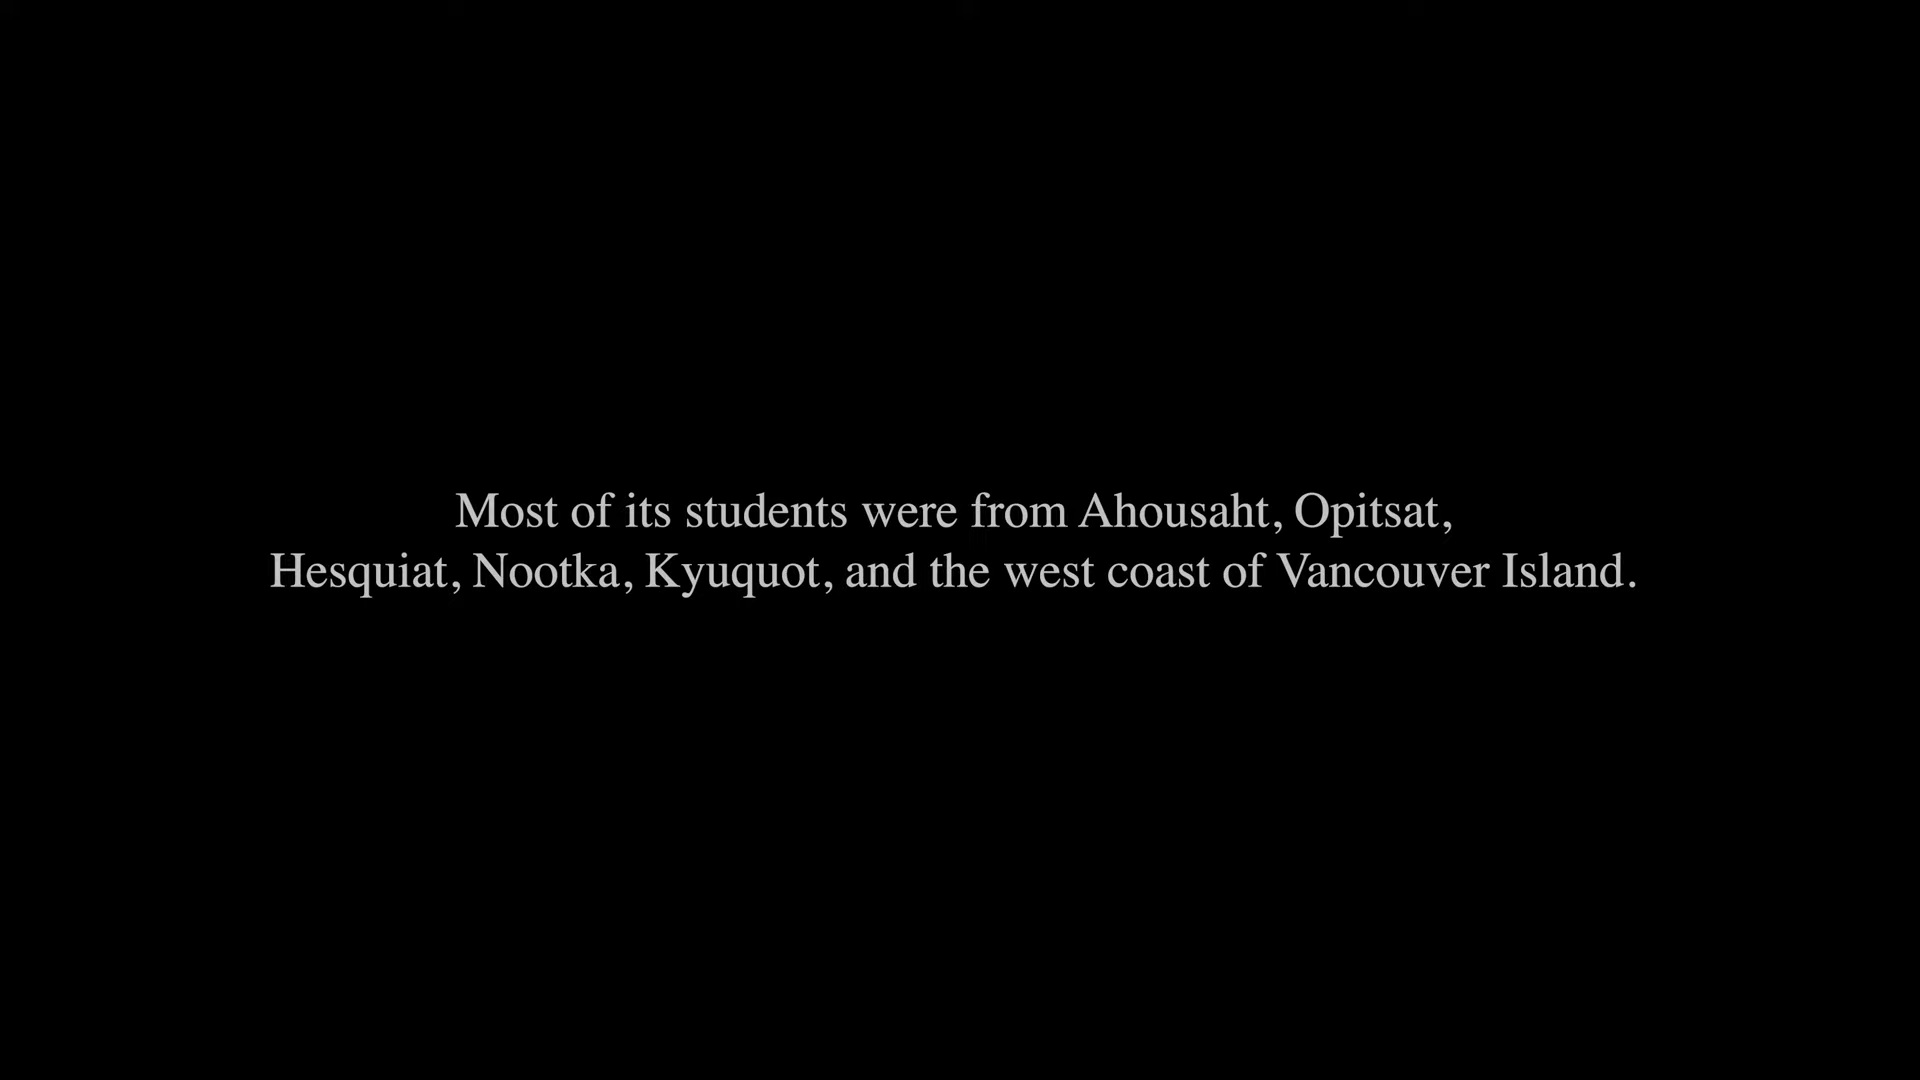 Most of its students were from Ahousaht, Opitsat,
Hesquiat, Nootka, Kyuquot, and the west coast of Vancouver Island.